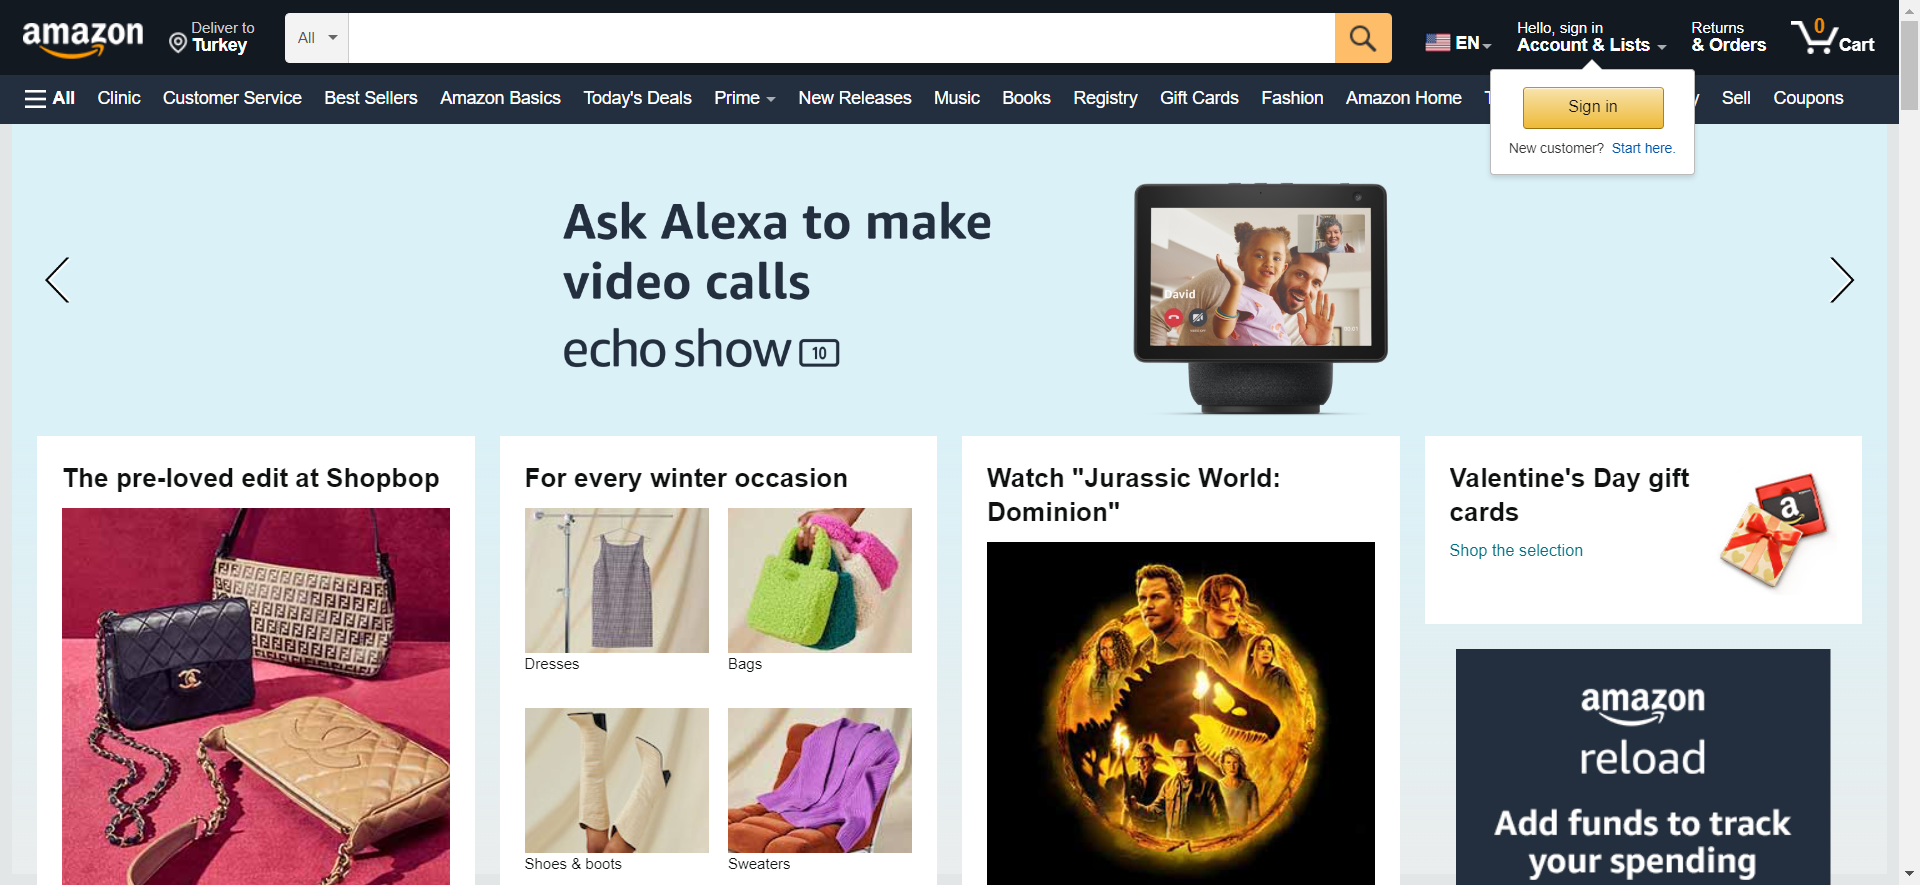 amazon
Deliver to
Turkey
All
EN
Hello, sign in
Account & Lists
Returns
& Orders
0
Cart
All
Clinic
Customer Service
Best Sellers
Amazon Basics
Today's Deals
Prime
New Releases
Music
Books
Registry
Gift Cards
Fashion
Amazon Home
Sell
Coupons
Sign in
New customer? Start here.
Ask Alexa to make
video calls
echo show 10
David
The pre-loved edit at Shopbop
For every winter occasion
Dresses
Bags
Shoes & boots
Sweaters
Watch "Jurassic World:
Dominion"
Valentine's Day gift
cards
Shop the selection
a
amazon
reload
Add funds to track
your spending